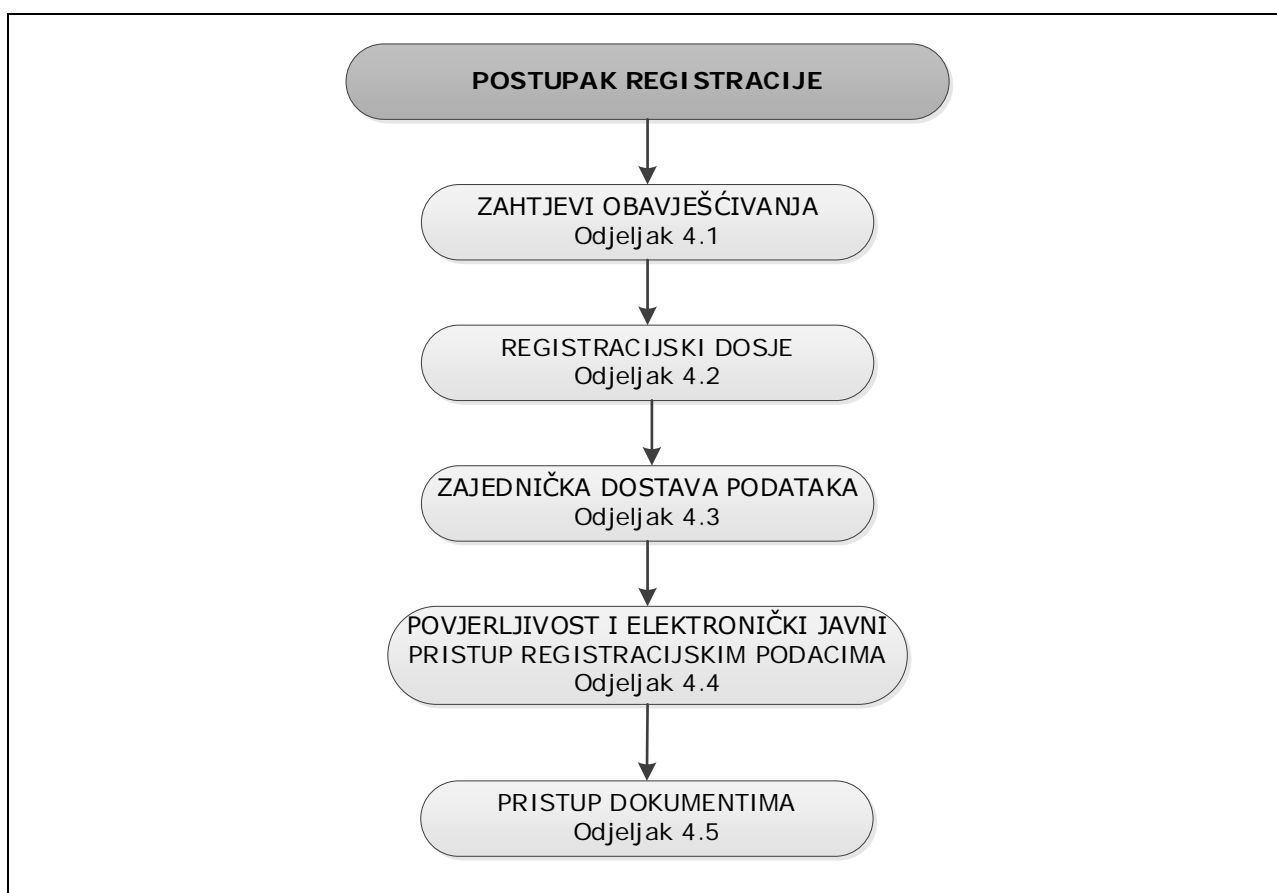 POSTUPAK REGISTRACIJE
ZAHTJEVI OBAVJEŠĆIVANJA
Odjeljak 4.1
REGISTRACIJSKI DOSJE
Odjeljak 4.2
ZAJEDNIČKA DOSTAVA PODATAKA
Odjeljak 4.3
POVJERLJIVOST I ELEKTRONIČKI JAVNI
PRISTUP REGISTRACIJSKIM PODACIMA
Odjeljak 4.4
PRISTUP DOKUMENTIMA
Odjeljak 4.5